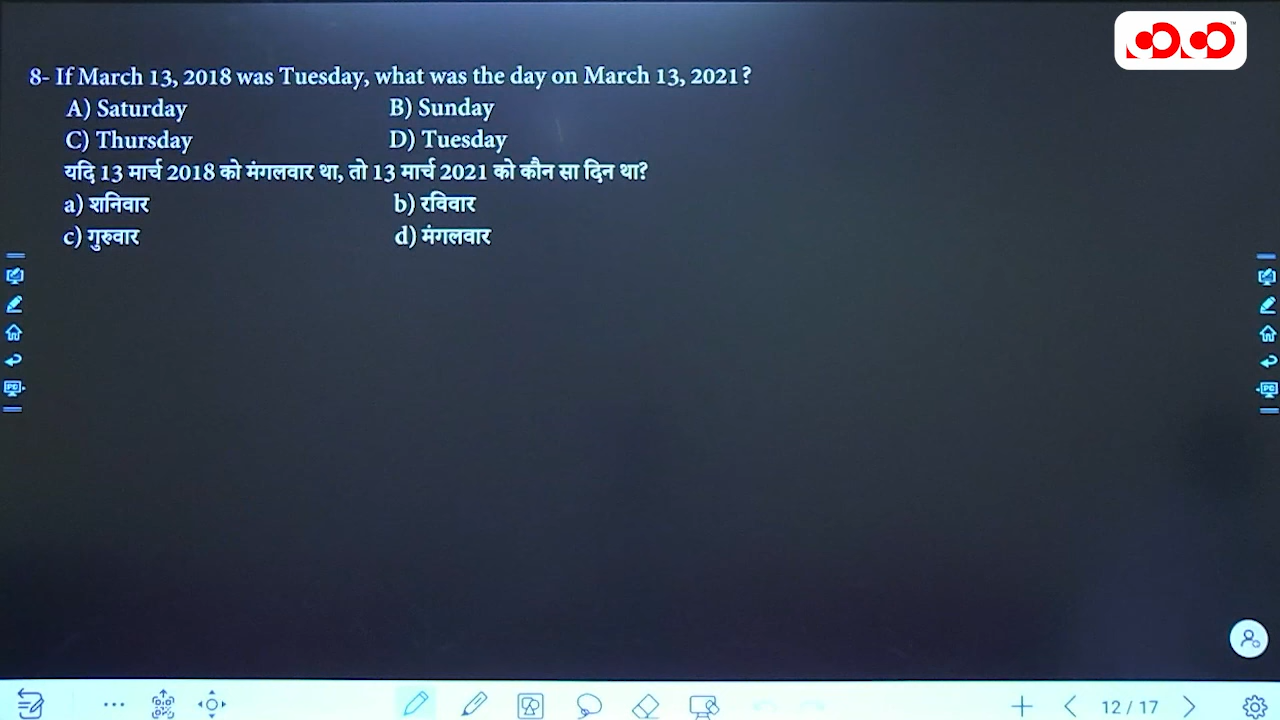 8- If March 13, 2018 was Tuesday, what was the day on March 13, 2021?
A) Saturday B) Sunday
C) Thursday D) Tuesday
यदि 13 मार्च 2018 को मंगलवार था, तो 13 मार्च 2021 को कौन सा दिन था?
a) शनिवार b) रविवार
c) गुरुवार d) मंगलवार
12 / 17